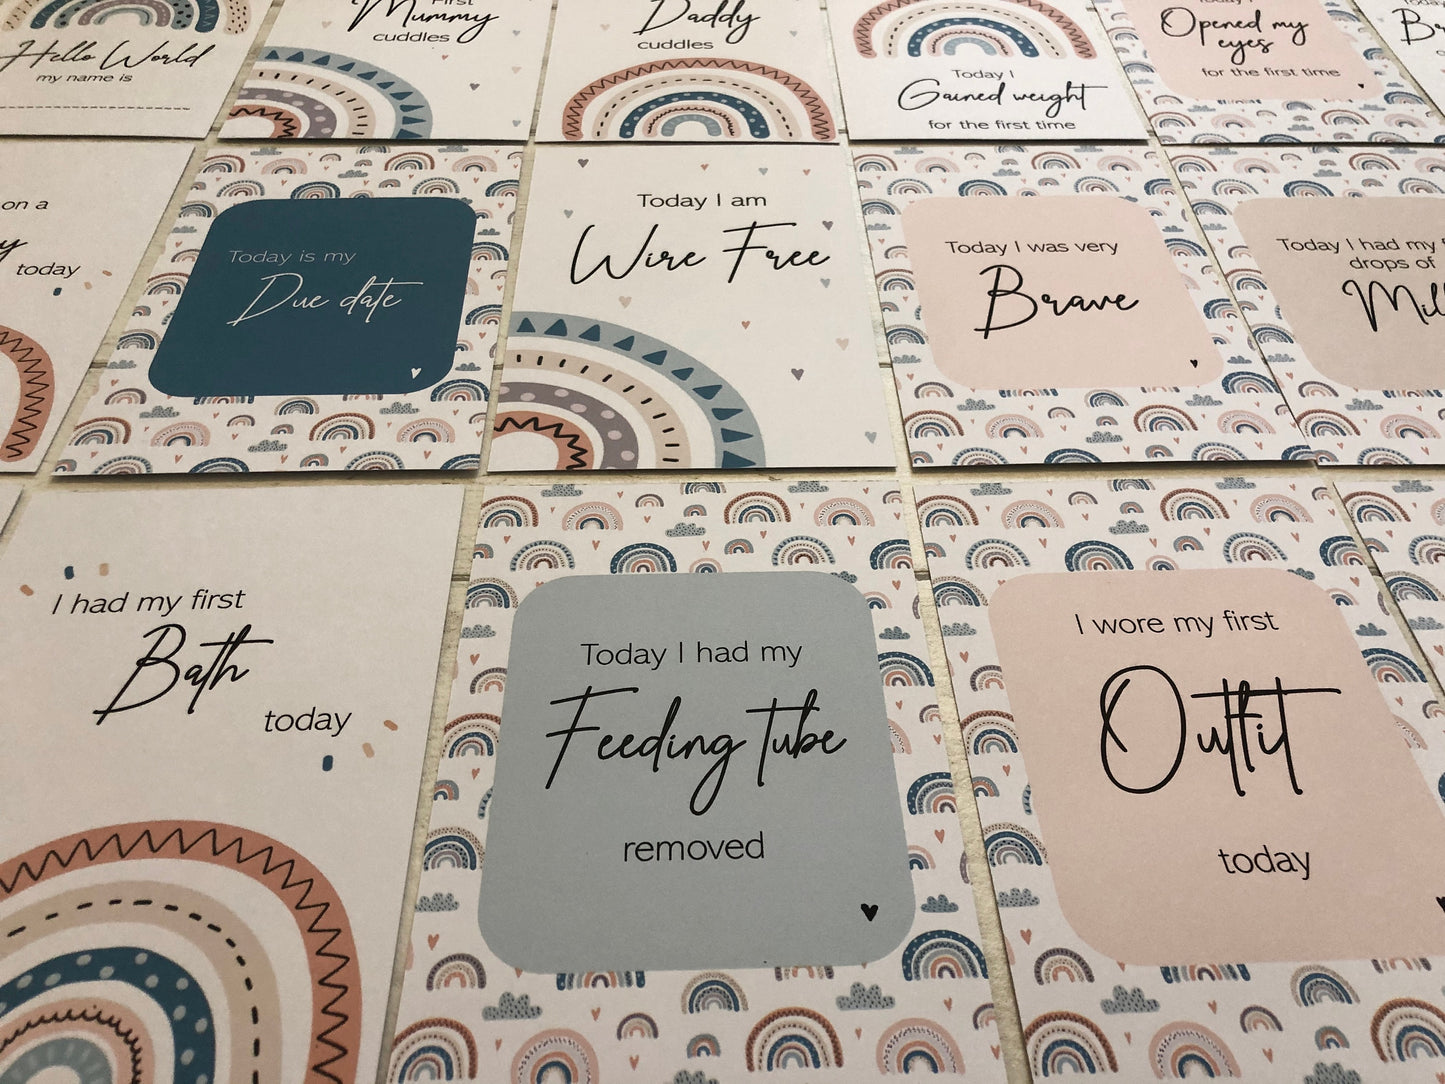 Hello World
my name is
First
Mummy
cuddles
Daddy
cuddles
Today I
Gained weight
for the first time
Today I
Opened my
eyes
for the first time
on a
today
Today is my
Due date
Today I am
Wire Free
Today I was very
Brave
Today I had my
drops of
I had my first
Bath
today
Today I had my
Feeding tube
removed
I wore my first
Outfit
today